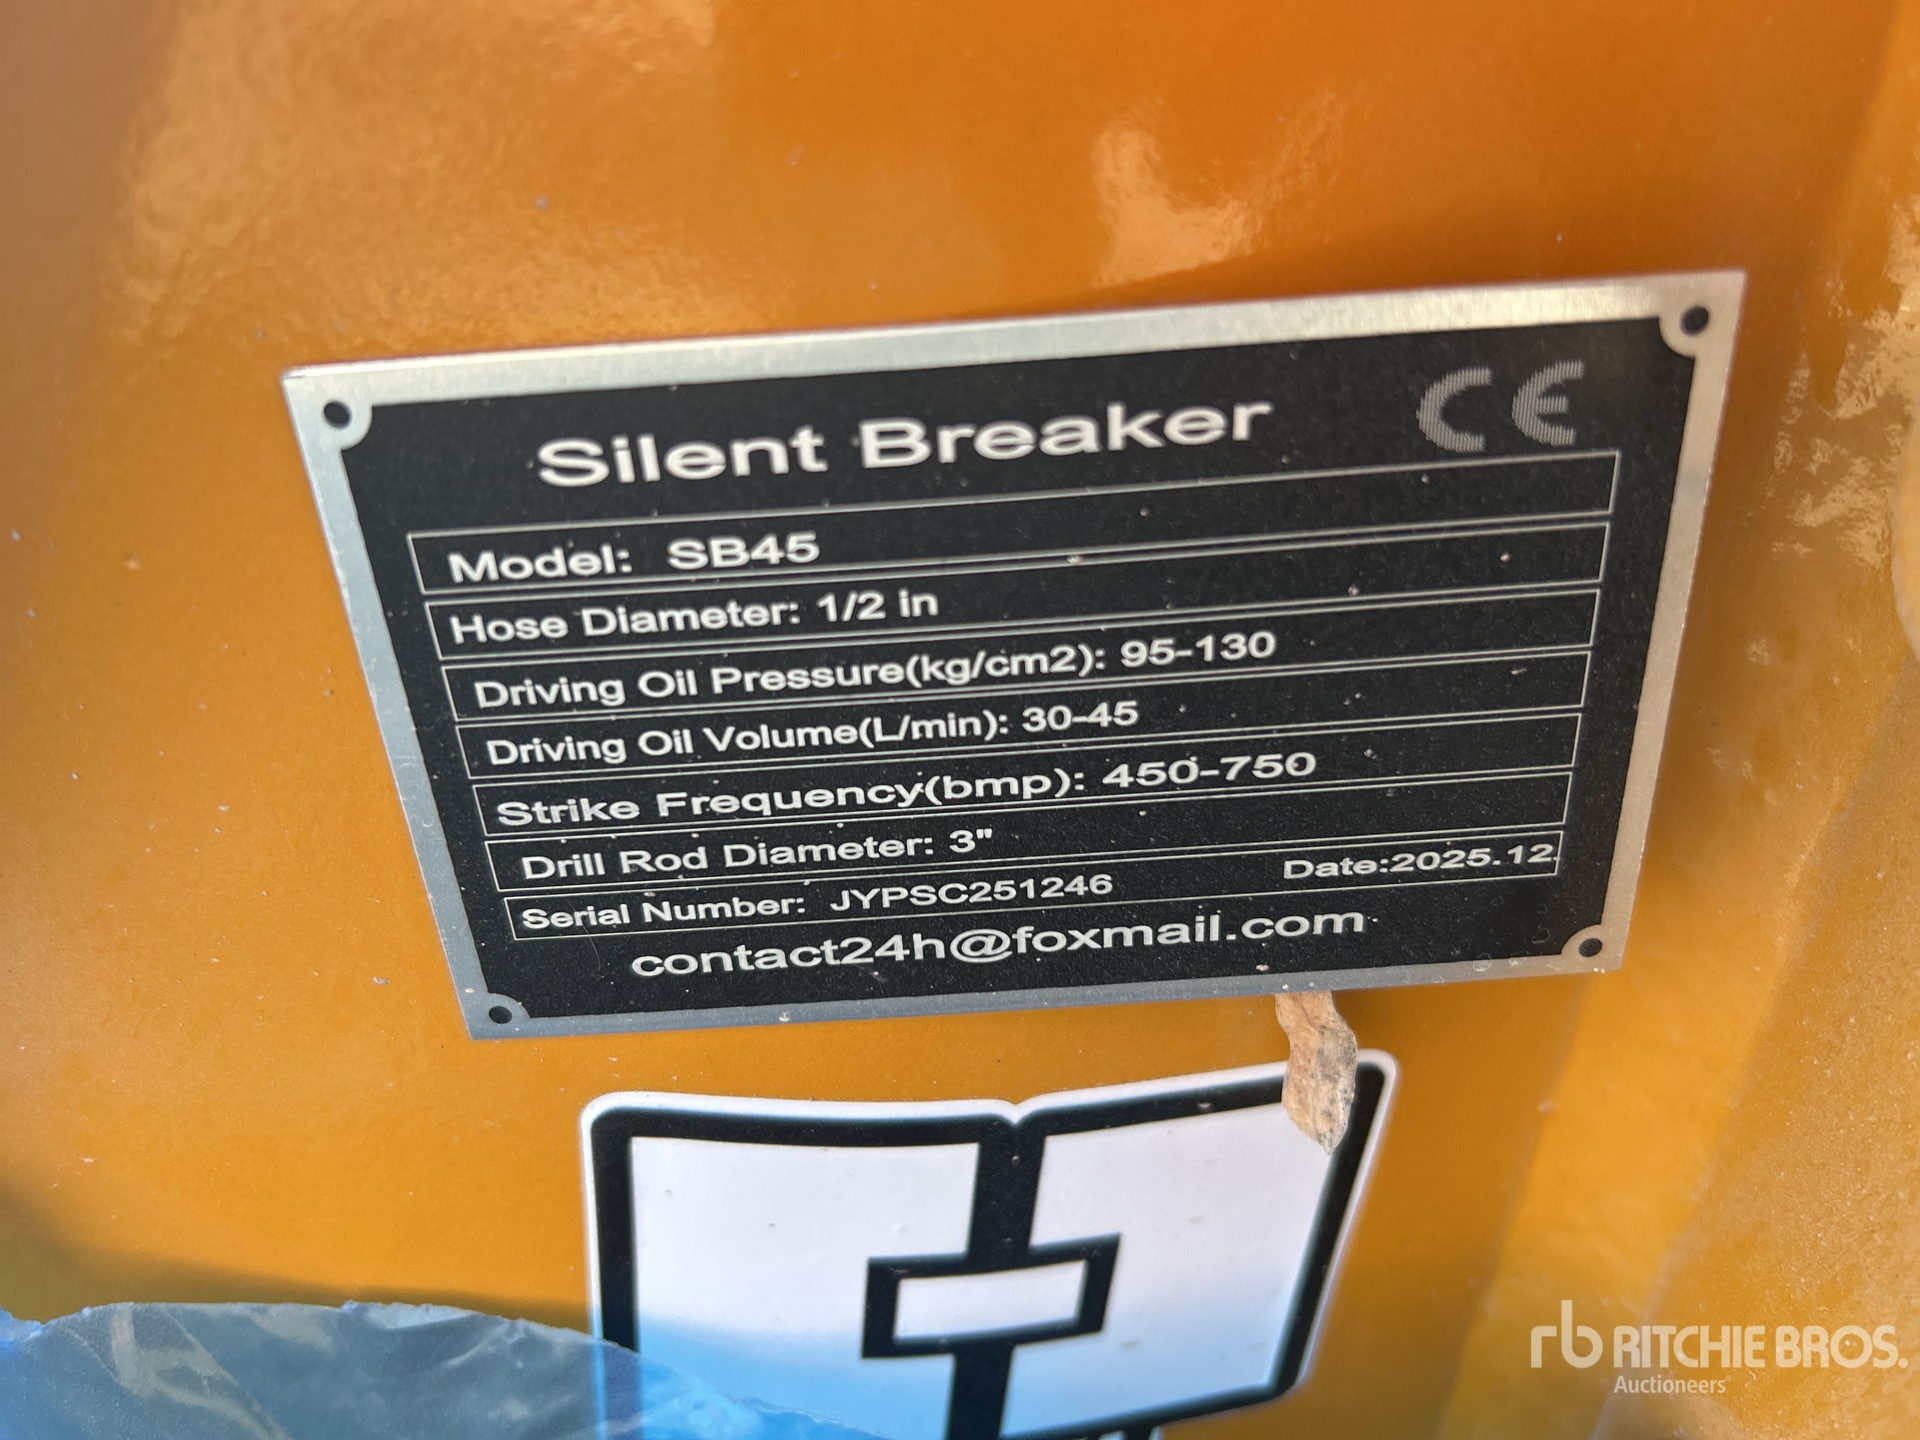 Silent Breaker CE
Model: SB45
Hose Diameter: 1/2 in
Driving Oil Pressure(kg/cm2): 95-130
Driving Oil Volume(L/min): 30-45
Strike Frequency(bmp): 450-750
Drill Rod Diameter: 3"
Serial Number: JYPSC251246 Date:2025.12
contact24h@foxmail.com
rb RITCHIE BROS.
Auctioneers